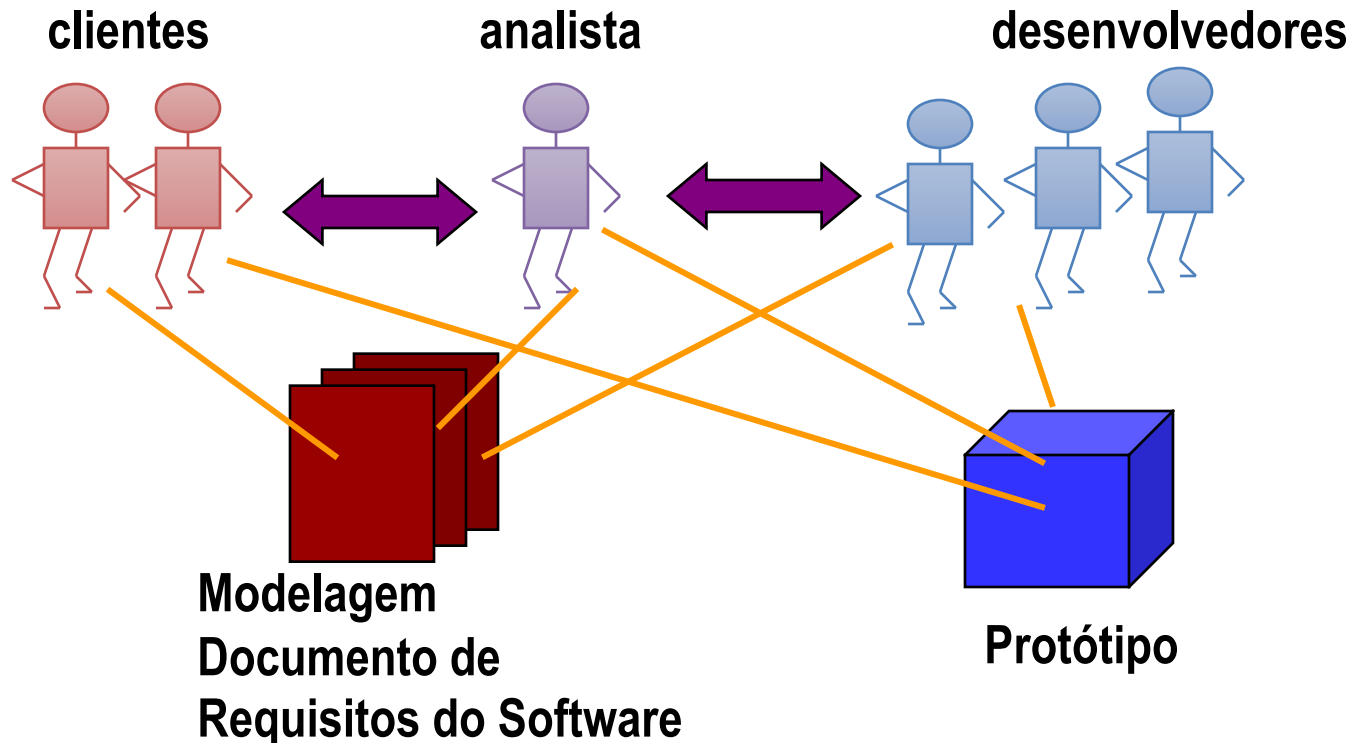 clientes
analista
desenvolvedores
Modelagem
Documento de
Requisitos do Software
Protótipo